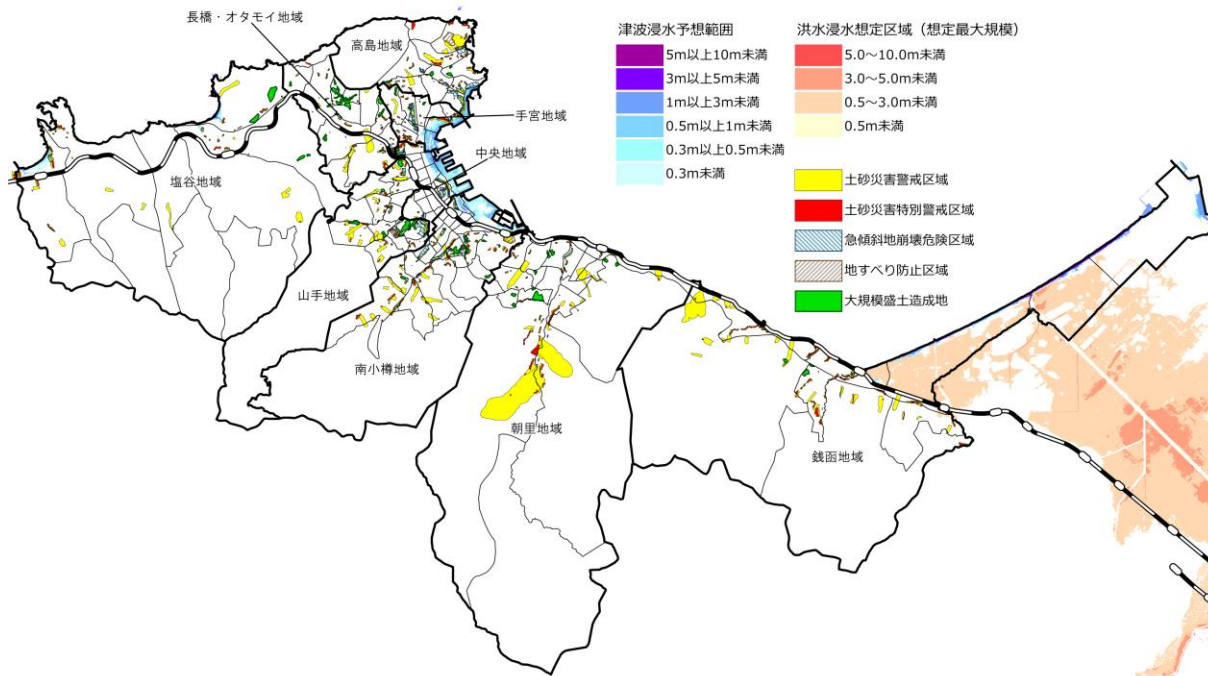 長橋・オタモイ地域
高島地域
手宮地域
中央地域
塩谷地域
山手地域
南小樽地域
朝里地域
銭函地域
津波浸水予想範囲
5m以上10m未満
3m以上5m未満
1m以上3m未満
0.5m以上1m未満
0.3m以上0.5m未満
0.3m未満
洪水浸水想定区域（想定最大規模）
5.0～10.0m未満
3.0～5.0m未満
0.5～3.0m未満
0.5m未満
土砂災害警戒区域
土砂災害特別警戒区域
急傾斜地崩壊危険区域
地すべり防止区域
大規模盛土造成地